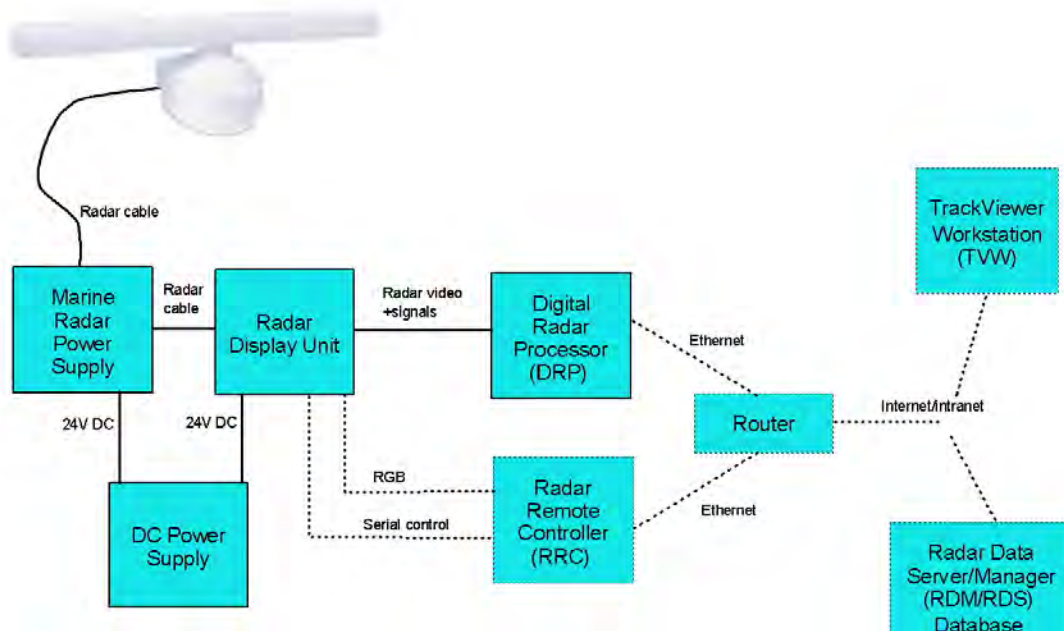 Radar cable
Marine
Radar
Power
Supply
Radar
cable
Radar
Display Unit
Radar video
+signals
Digital
Radar
Processor
(DRP)
Ethernet
TrackViewer
Workstation
(TVW)
24V DC
24V DC
Router
Internet/intranet
DC Power
Supply
RGB
Serial control
Radar
Remote
Controller
(RRC)
Ethernet
Radar Data
Server/Manager
(RDM/RDS)
Database